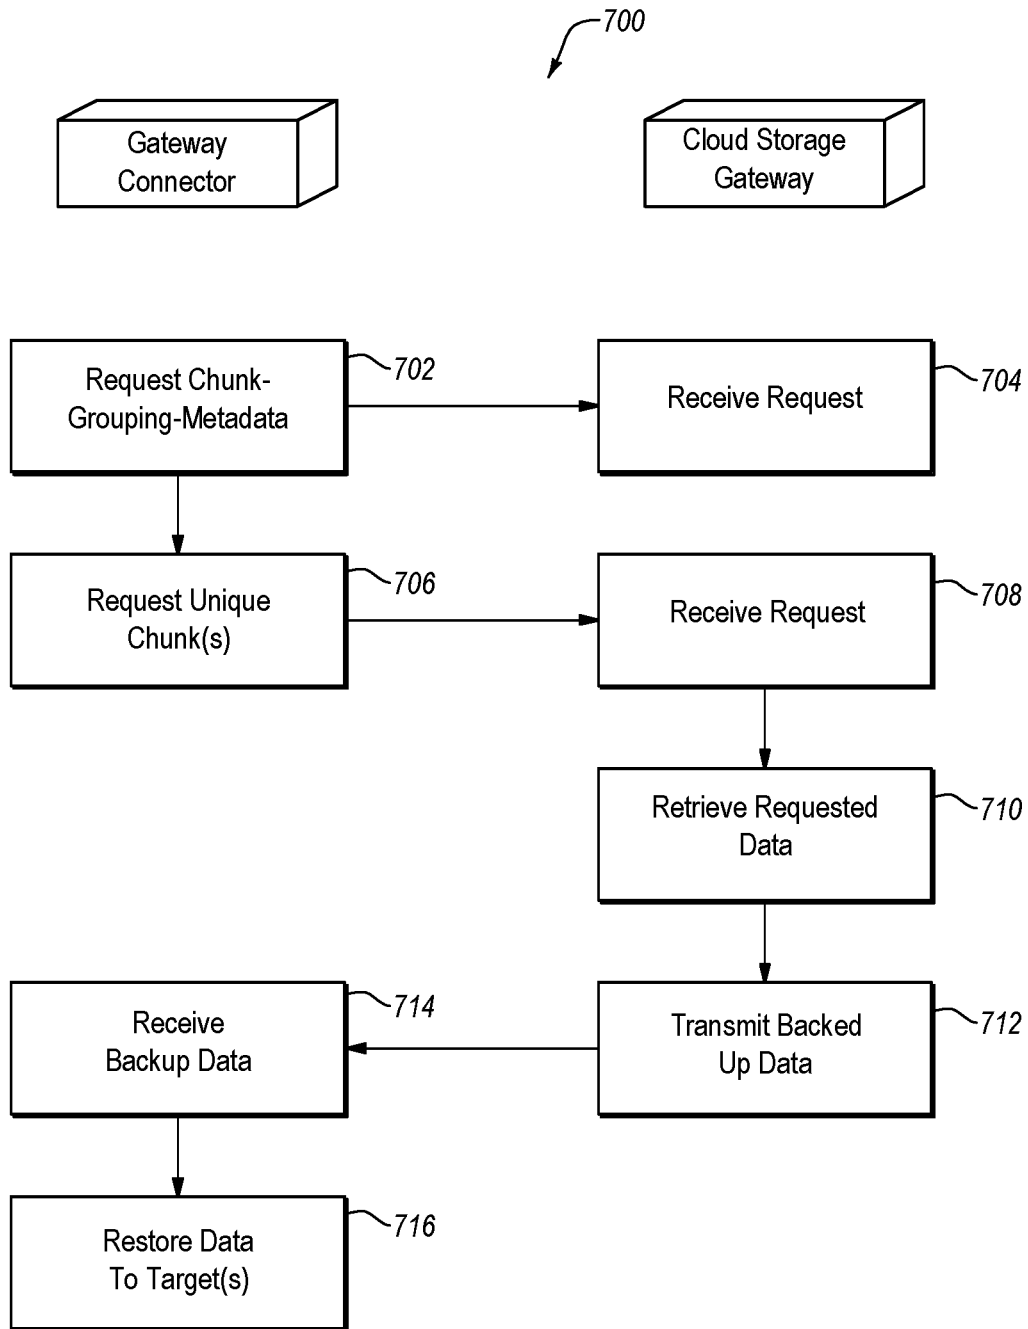 700
Gateway
Connector
Cloud Storage
Gateway
Request Chunk-
Grouping-Metadata
702
Receive Request
704
Request Unique
Chunk(s)
706
Receive Request
708
Retrieve Requested
Data
710
Receive
Backup Data
714
Transmit Backed
Up Data
712
Restore Data
To Target(s)
716